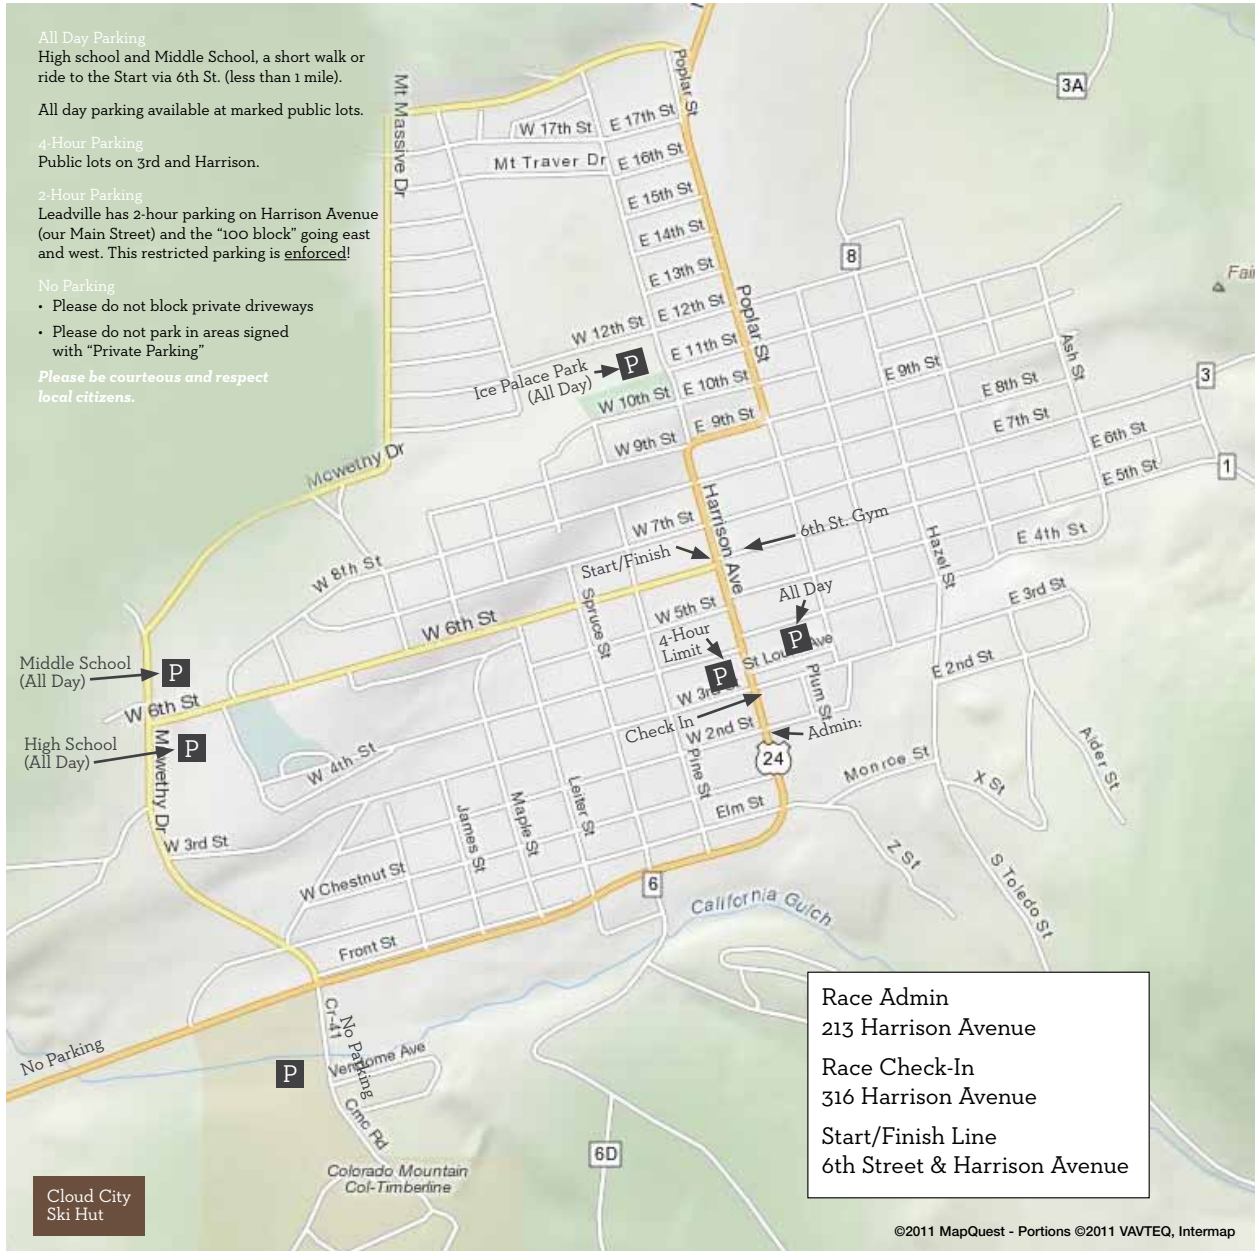 All Day Parking
High school and Middle School, a short walk or
ride to the Start via 6th St. (less than 1 mile).
All day parking available at marked public lots.
4-Hour Parking
Public lots on 3rd and Harrison.
2-Hour Parking
Leadville has 2-hour parking on Harrison Avenue
(our Main Street) and the “100 block” going east
and west. This restricted parking is enforced!
No Parking
• Please do not block private driveways
• Please do not park in areas signed
with “Private Parking”
Please be courteous and respect
local citizens.
Mt Massive Dr
Poplar St
3A
W 17th St
E 17th St
Mt Traver Dr
E 16th St
E 15th St
E 14th St
E 13th St
8
W 12th St
E 12th St
Poplar St
E 11th St
Ice Palace Park
(All Day)
P
W 10th St
E 10th St
E 9th St
Ash St
3
E 8th St
W 9th St
E 9th St
E 7th St
E 6th St
Mcwethy Dr
E 5th St
1
Harrison Ave
W 7th St
6th St. Gym
E 4th St
Hazel St
Start/Finish
W 8th St
Spruce St
W 5th St
All Day
P
E 3rd St
W 6th St
4-Hour
Limit
P
St Lou
Ave
E 2nd St
Middle School
(All Day)
P
Plum St
W 3rd St
W 6th St
Check In
W 2nd St
Admin:
High School
(All Day)
P
Mcwethy Dr
W 4th St
Pine St
24
Monroe St
X St
Alder St
James St
Maple St
Leiter St
Elm St
W 3rd St
Z St
S Toledo St
W Chestnut St
6
California Gulch
Front St
Cr-41
No Parking
No Parking
P
Vendome Ave
Cmc Rd
6D
Colorado Mountain
Col-Timberline
Race Admin
213 Harrison Avenue
Race Check-In
316 Harrison Avenue
Start/Finish Line
6th Street & Harrison Avenue
Cloud City
Ski Hut
©2011 MapQuest - Portions ©2011 VAVTEQ, Intermap